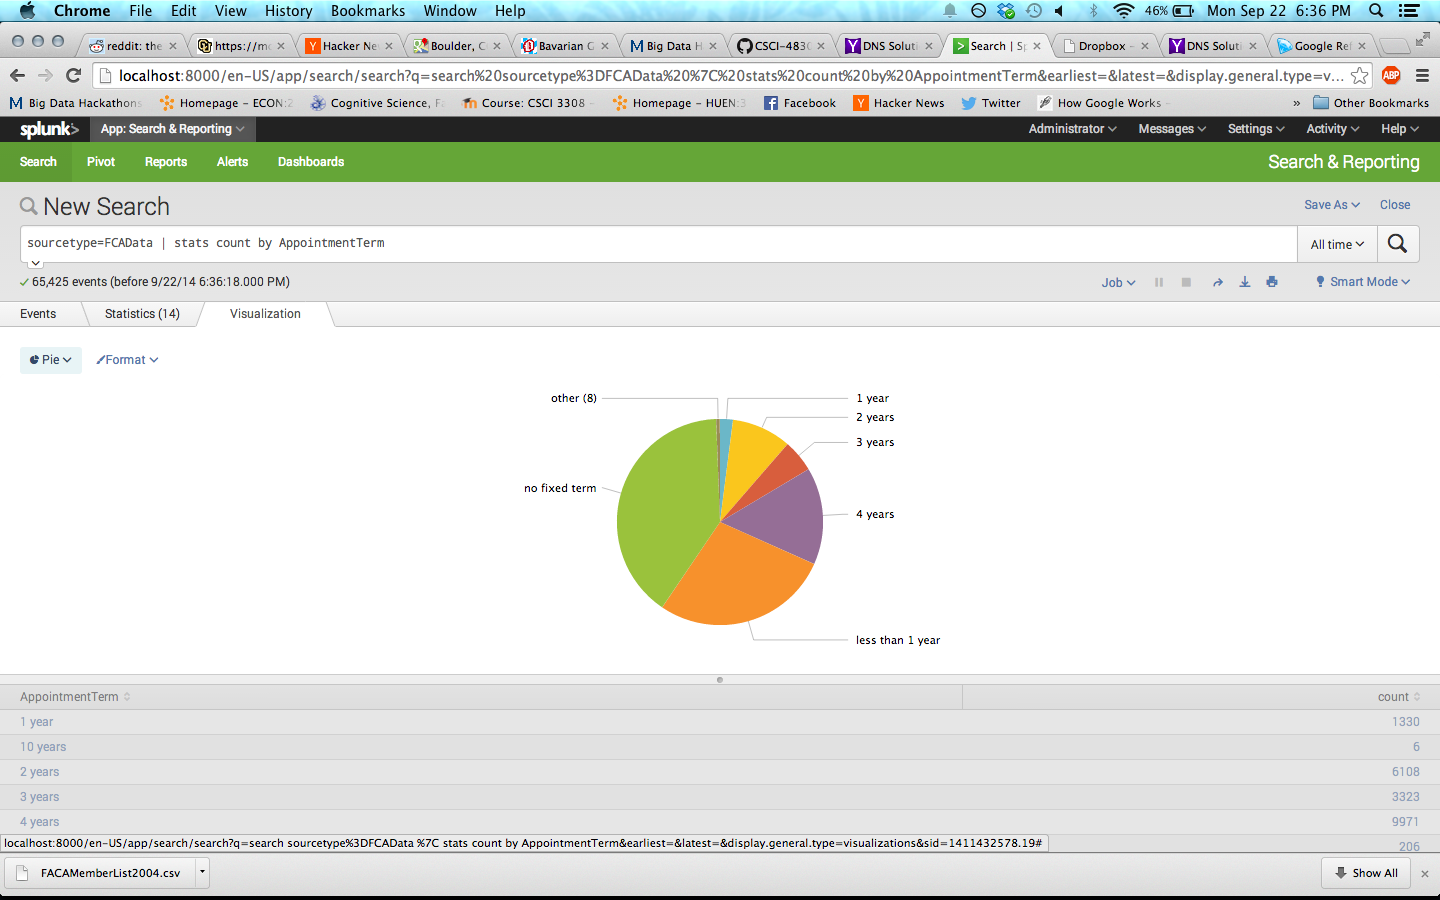 Chrome File Edit View History Bookmarks Window Help 46% Mon Sep 22 6:36 PM
reddit: the https://mc Hacker Ne Boulder, C Bavarian G Big Data H CSCI-4830 DNS Soluti Search | Sp Dropbox - DNS Soluti Google Ref
localhost:8000/en-US/app/search/search?q=search%20sourcetype%3DFCAData%20%7C%20stats%20count%20by%20AppointmentTerm&earliest=&latest=&display.general.type=v... ABP
Big Data Hackathons Homepage – ECON:2 Cognitive Science, Fa Course: CSCI 3308 – Homepage – HUEN:3 Facebook Hacker News Twitter How Google Works – » Other Bookmarks
splunk> App: Search & Reporting Administrator Messages Settings Activity Help
Search Pivot Reports Alerts Dashboards Search & Reporting
New Search Save As Close
sourcetype=FCAData | stats count by AppointmentTerm All time
65,425 events (before 9/22/14 6:36:18.000 PM) Job Smart Mode
Events Statistics (14) Visualization
Pie Format
other (8) 1 year
2 years
3 years
no fixed term
4 years
less than 1 year
AppointmentTerm count
1 year 1330
10 years 6
2 years 6108
3 years 3323
4 years 9971
localhost:8000/en-US/app/search/search?q=search sourcetype%3DFCAData %7C stats count by AppointmentTerm&earliest=&latest=&display.general.type=visualizations&sid=1411432578.19# 206
FACAMemberList2004.csv Show All